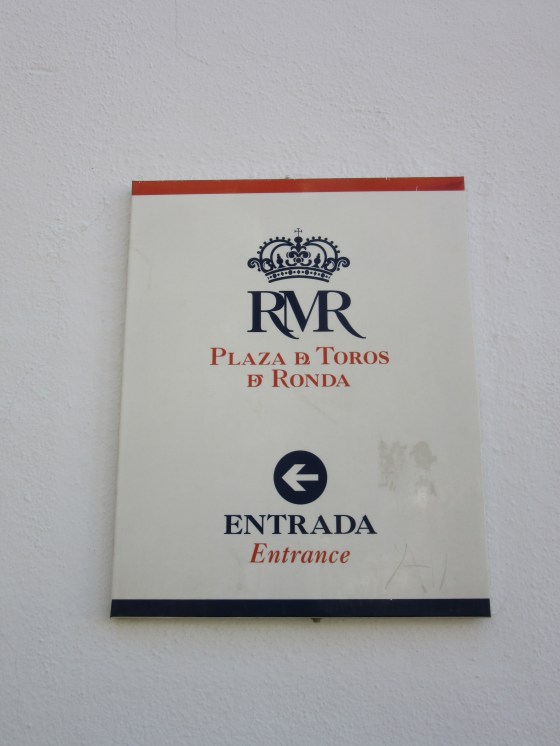 RMR
PLAZA DE TOROS
DE RONDA
ENTRADA
Entrance